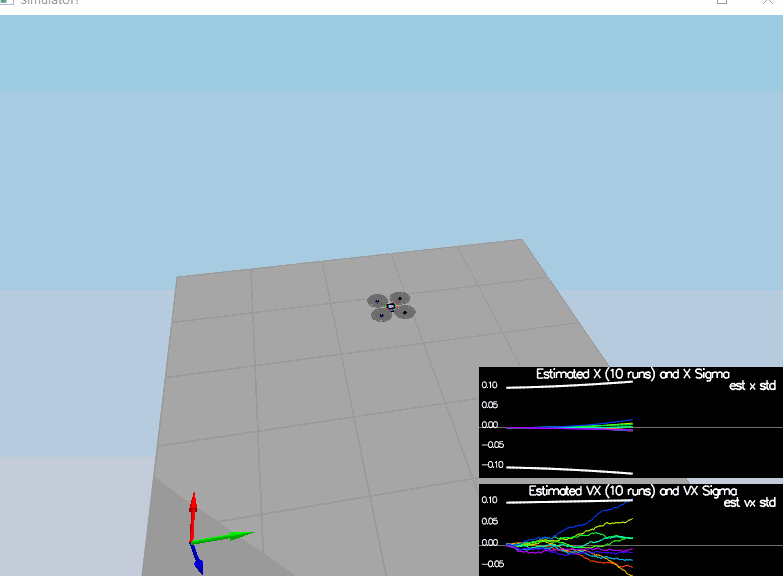 Simulator!
Estimated X (10 runs) and X Sigma
est x std
0.10
0.05
0.00
-0.05
-0.10
Estimated VX (10 runs) and VX Sigma
est vx std
0.10
0.05
0.00
-0.05